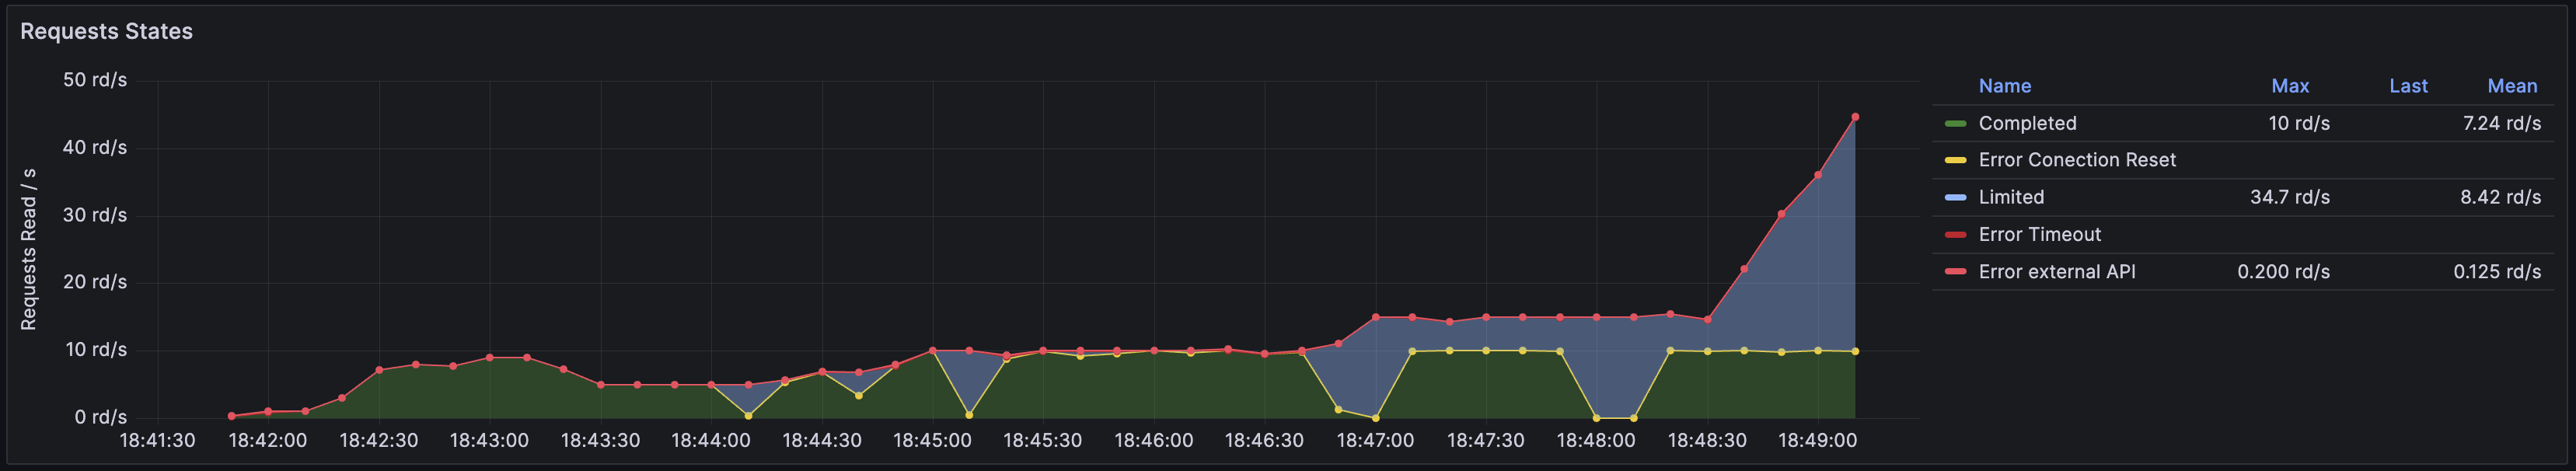 Requests States
Requests Read / s
50 rd/s
40 rd/s
30 rd/s
20 rd/s
10 rd/s
0 rd/s
18:41:30 18:42:00 18:42:30 18:43:00 18:43:30 18:44:00 18:44:30 18:45:00 18:45:30 18:46:00 18:46:30 18:47:00 18:47:30 18:48:00 18:48:30 18:49:00
Name Max Last Mean
Completed 10 rd/s 7.24 rd/s
Error Conection Reset
Limited 34.7 rd/s 8.42 rd/s
Error Timeout
Error external API 0.200 rd/s 0.125 rd/s